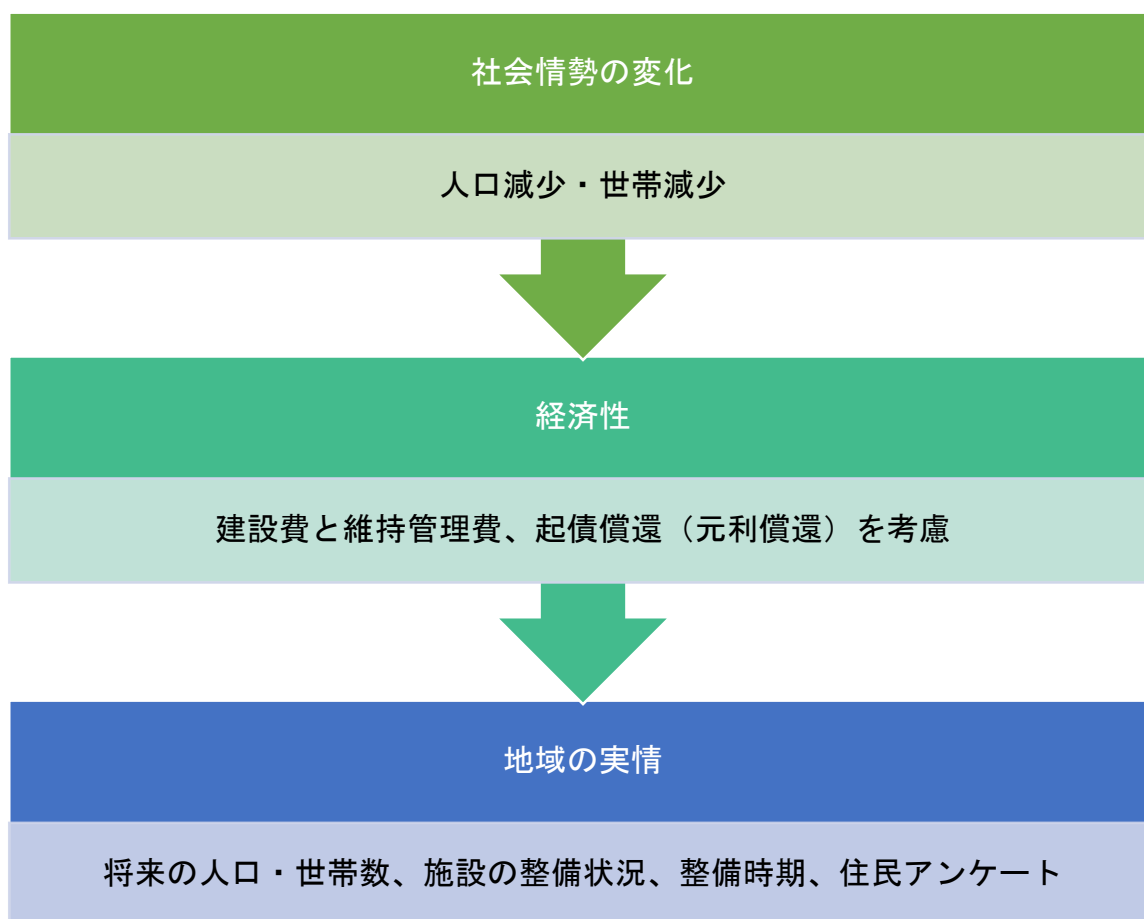 社会情勢の変化
人口減少・世帯減少
経済性
建設費と維持管理費、起債償還（元利償還）を考慮
地域の実情
将来の人口・世帯数、施設の整備状況、整備時期、住民アンケート